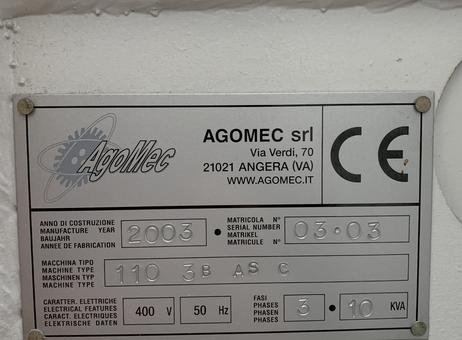 AgoMec
AGOMEC srl
Via Verdi, 70
21021 ANGERA (VA)
WWW.AGOMEC.IT
CE
ANNO DI COSTRUZIONE
MANUFACTURE YEAR
BAUJAHR
ANNEE DE FABRICATION
2003
MATRICOLA N°
SERIAL NUMBER
MATRIKEL
MATRICULE N°
03·03
MACCHINA TIPO
MACHINE TYPE
MASCHINEN TYP
MACHINE TYPE
110 3B AS C
CARATTER. ELETTRICHE
ELECTRICAL FEATURES
CARACT. ELECTRIQUES
ELEKTRISCHE DATEN
400 V
50 Hz
FASI
PHASES
PHASEN
PHASES
3 • 10 KVA